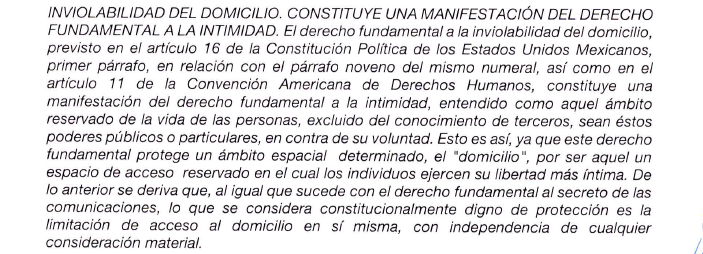 INVIOLABILIDAD DEL DOMICILIO. CONSTITUYE UNA MANIFESTACIÓN DEL DERECHO
FUNDAMENTAL A LA INTIMIDAD. El derecho fundamental a la inviolabilidad del domicilio,
previsto en el artículo 16 de la Constitución Política de los Estados Unidos Mexicanos,
primer párrafo, en relación con el párrafo noveno del mismo numeral, así como en el
artículo 11 de la Convención Americana de Derechos Humanos, constituye una
manifestación del derecho fundamental a la intimidad, entendido como aquel ámbito
reservado de la vida de las personas, excluido del conocimiento de terceros, sean éstos
poderes públicos o particulares, en contra de su voluntad. Esto es así, ya que este derecho
fundamental protege un ámbito espacial determinado, el "domicilio", por ser aquel un
espacio de acceso reservado en el cual los individuos ejercen su libertad más íntima. De
lo anterior se deriva que, al igual que sucede con el derecho fundamental al secreto de las
comunicaciones, lo que se considera constitucionalmente digno de protección es la
limitación de acceso al domicilio en sí misma, con independencia de cualquier
consideración material.